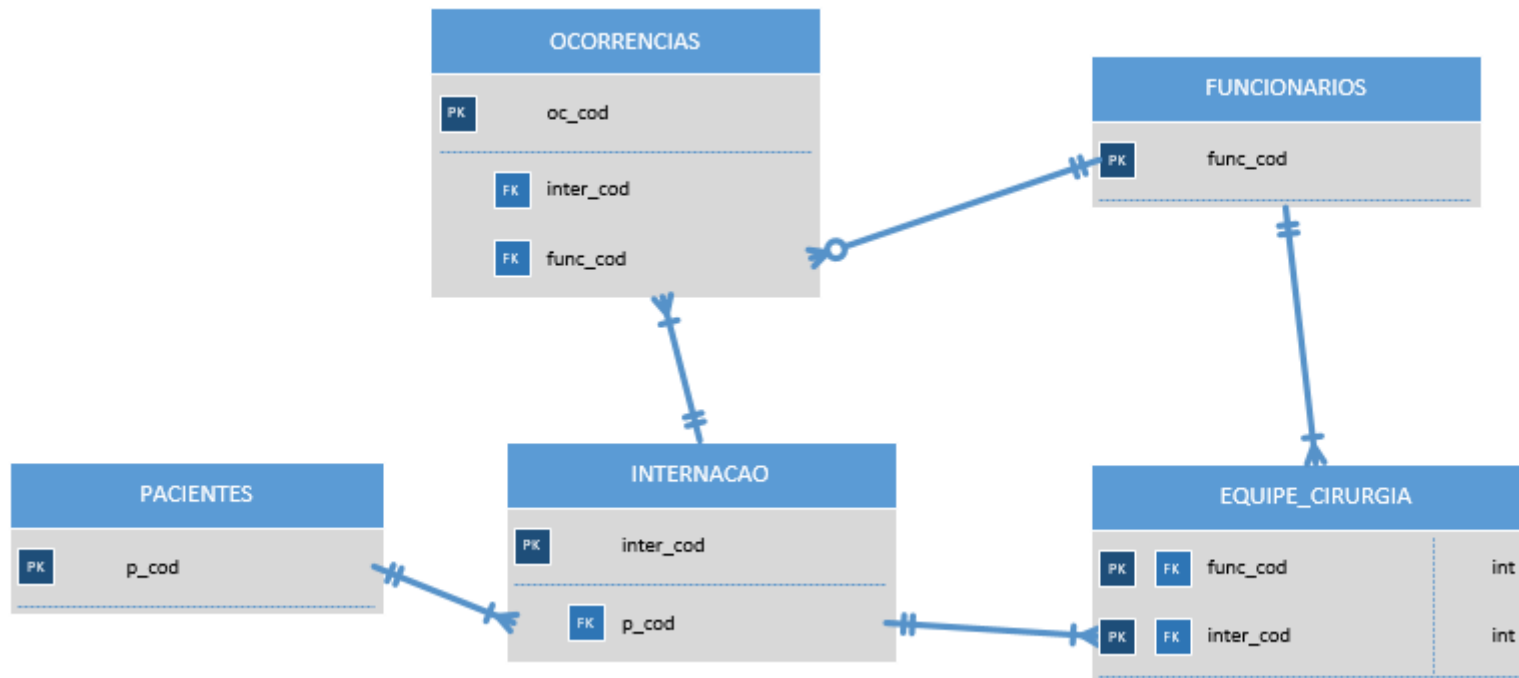 OCORRENCIAS
PK oc_cod
FK inter_cod
FK func_cod
FUNCIONARIOS
PK func_cod
PACIENTES
PK p_cod
INTERNACAO
PK inter_cod
FK p_cod
EQUIPE_CIRURGIA
PK FK func_cod int
PK FK inter_cod int